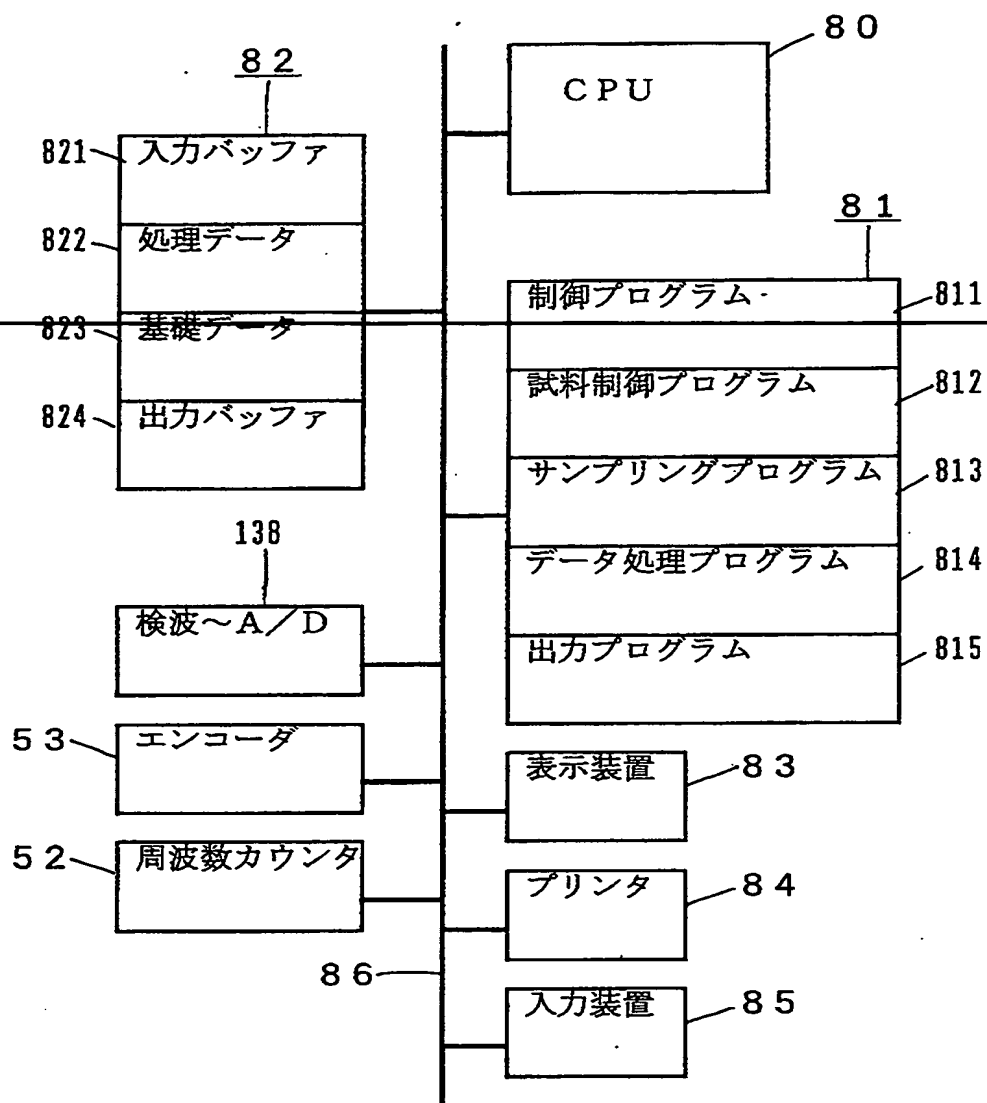 80
CPU
82
821
入力バッファ
822
処理データ
823
基礎データ
824
出力バッファ
81
制御プログラム
811
試料制御プログラム
812
サンプリングプログラム
813
データ処理プログラム
814
出力プログラム
815
138
検波〜A/D
53
エンコーダ
52
周波数カウンタ
表示装置
83
プリンタ
84
86
入力装置
85